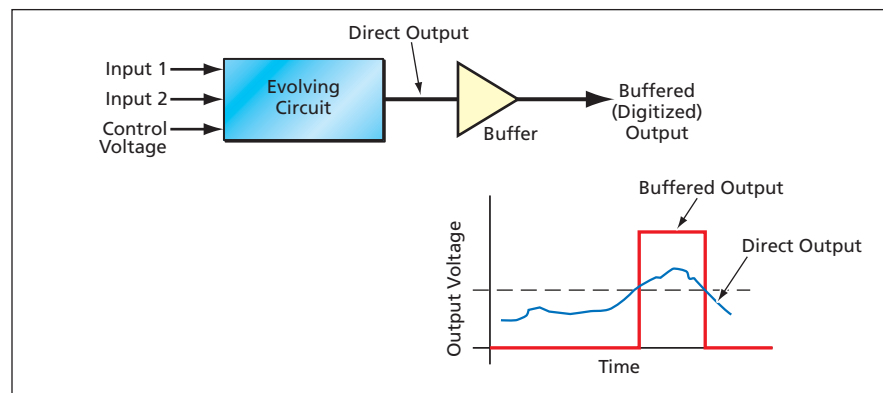 Direct Output
Input 1
Input 2
Control
Voltage
Evolving
Circuit
Buffer
Buffered
(Digitized)
Output
Buffered Output
Direct Output
Output Voltage
Time